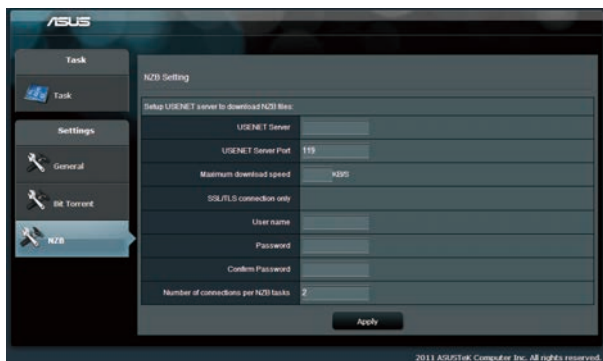 ASUS
Task
Task
Settings
General
Bit Torrent
NZB
NZB Setting
Setup USENET server to download NZB files:
USENET Server
USENET Server Port 119
Maximum download speed KB/S
SSL/TLS connection only
User name
Password
Confirm Password
Number of connections per NZB tasks 2
Apply
2011 ASUSTeK Computer Inc. All rights reserved.